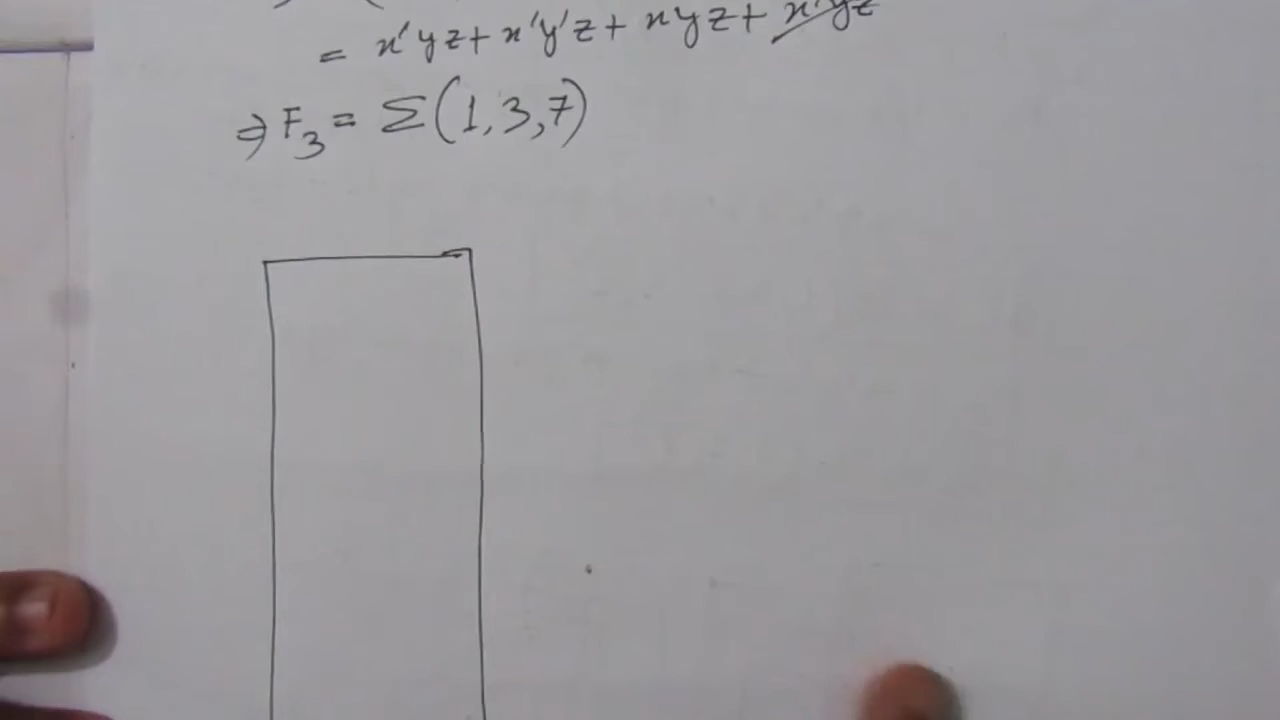 = x'yz + x'y'z + xyz + x'yz
⇒ F₃ = Σ(1,3,7)